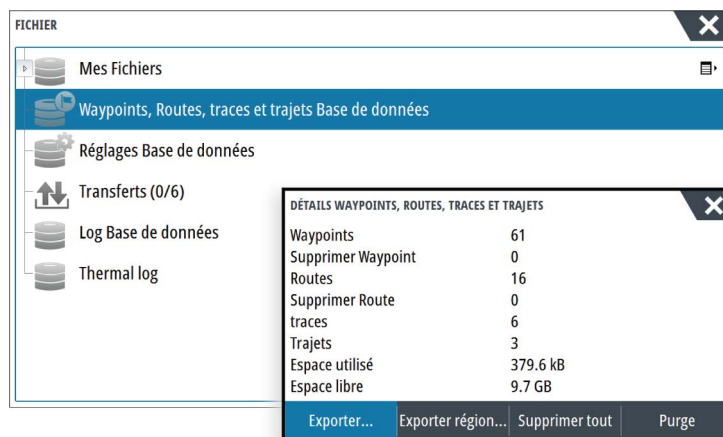 FICHIER
Mes Fichiers
Waypoints, Routes, traces et trajets Base de données
Réglages Base de données
Transferts (0/6)
Log Base de données
Thermal log
DÉTAILS WAYPOINTS, ROUTES, TRACES ET TRAJETS
Waypoints 61
Supprimer Waypoint 0
Routes 16
Supprimer Route 0
traces 6
Trajets 3
Espace utilisé 379.6 kB
Espace libre 9.7 GB
Exporter... Exporter région... Supprimer tout Purge